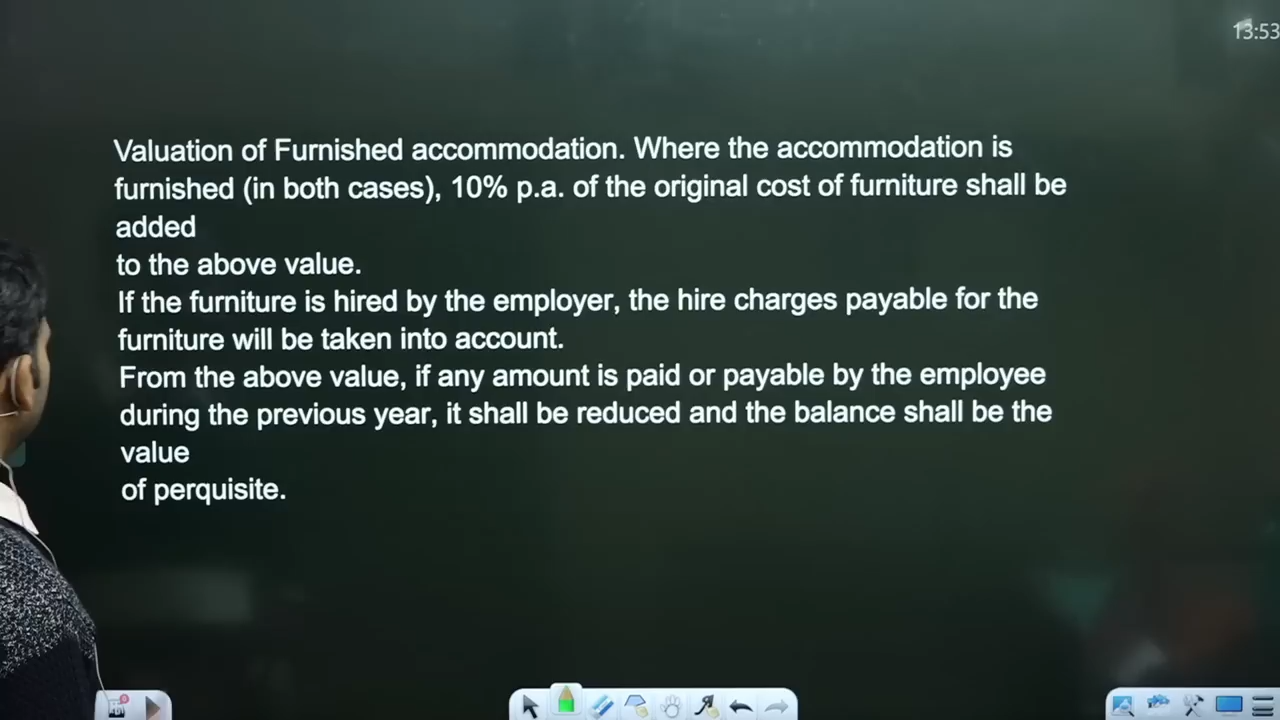 13:53
Valuation of Furnished accommodation. Where the accommodation is
furnished (in both cases), 10% p.a. of the original cost of furniture shall be
added
to the above value.
If the furniture is hired by the employer, the hire charges payable for the
furniture will be taken into account.
From the above value, if any amount is paid or payable by the employee
during the previous year, it shall be reduced and the balance shall be the
value
of perquisite.